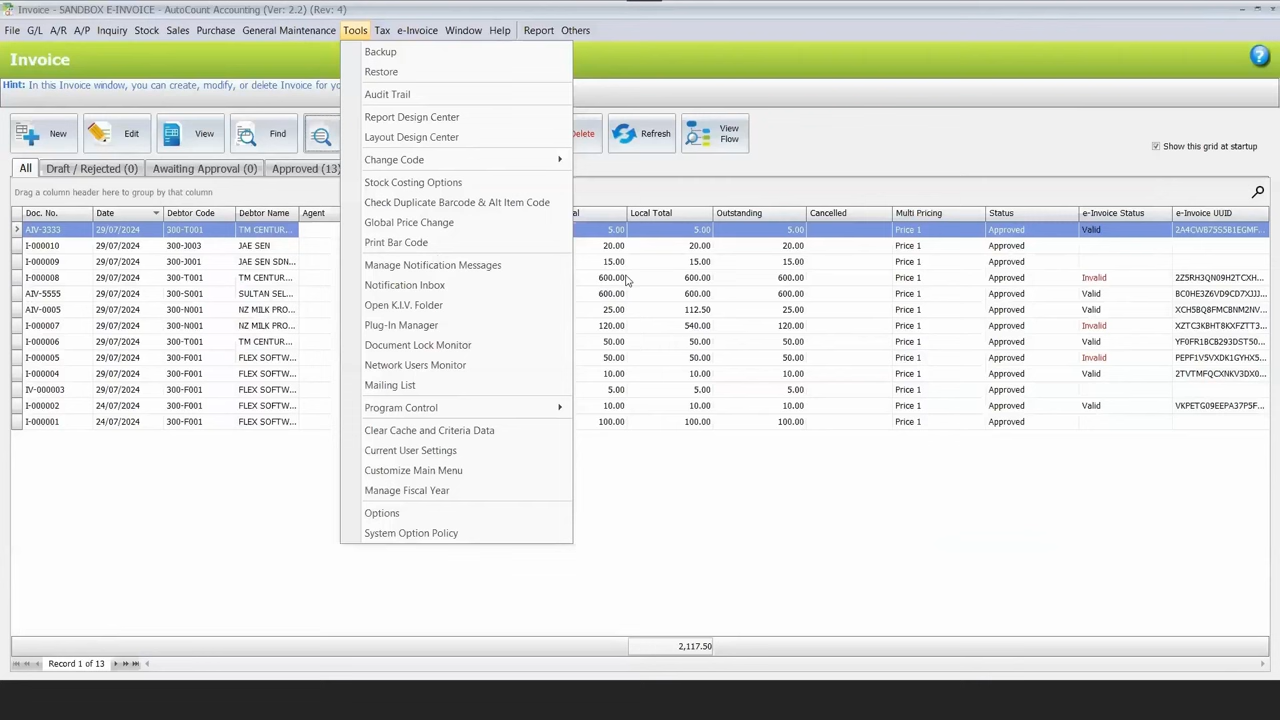 Invoice - SANDBOX E-INVOICE - AutoCount Accounting (Ver: 2.2) (Rev: 4)
File G/L A/R A/P Inquiry Stock Sales Purchase General Maintenance Tools Tax e-Invoice Window Help Report Others
Invoice
Hint: In this Invoice window, you can create, modify, or delete Invoice for yo
New Edit View Find Delete Refresh View Flow
Show this grid at startup
All Draft / Rejected (0) Awaiting Approval (0) Approved (13)
Drag a column header here to group by that column
Doc. No. Date Debtor Code Debtor Name Agent al Local Total Outstanding Cancelled Multi Pricing Status e-Invoice Status e-Invoice UUID
AIV-3333 29/07/2024 300-T001 TM CENTUR... 5.00 5.00 5.00 Price 1 Approved Valid 2A4CW875S5B1EGMF...
I-000010 29/07/2024 300-J003 JAE SEN 20.00 20.00 20.00 Price 1 Approved
I-000009 29/07/2024 300-J001 JAE SEN SDN... 15.00 15.00 15.00 Price 1 Approved
I-000008 29/07/2024 300-T001 TM CENTUR... 600.00 600.00 600.00 Price 1 Approved Invalid 2Z5RH3QN09H2TCXH...
AIV-5555 29/07/2024 300-S001 SULTAN SEL... 600.00 600.00 600.00 Price 1 Approved Valid BC0HE3Z6VD9CD7XJJ...
AIV-0005 29/07/2024 300-N001 NZ MILK PRO... 25.00 112.50 25.00 Price 1 Approved Valid XCH5BQ8FMCBNM2NV...
I-000007 29/07/2024 300-N001 NZ MILK PRO... 120.00 540.00 120.00 Price 1 Approved Invalid XZTC3KBHT8KXFZZT3...
I-000006 29/07/2024 300-T001 TM CENTUR... 50.00 50.00 50.00 Price 1 Approved Valid YF0FR1BCB293DST50...
I-000005 29/07/2024 300-F001 FLEX SOFTW... 50.00 50.00 50.00 Price 1 Approved Invalid PEPF1V5VXDK1GYHX5...
I-000004 29/07/2024 300-F001 FLEX SOFTW... 10.00 10.00 10.00 Price 1 Approved Valid 2TVTMFQCXNKV3DX0...
IV-000003 29/07/2024 300-F001 FLEX SOFTW... 5.00 5.00 5.00 Price 1 Approved
I-000002 24/07/2024 300-F001 FLEX SOFTW... 10.00 10.00 10.00 Price 1 Approved Valid VKPETG09EEPA37P5F...
I-000001 24/07/2024 300-F001 FLEX SOFTW... 100.00 100.00 100.00 Price 1 Approved
2,117.50
Record 1 of 13
Backup
Restore
Audit Trail
Report Design Center
Layout Design Center
Change Code
Stock Costing Options
Check Duplicate Barcode & Alt Item Code
Global Price Change
Print Bar Code
Manage Notification Messages
Notification Inbox
Open K.I.V. Folder
Plug-In Manager
Document Lock Monitor
Network Users Monitor
Mailing List
Program Control
Clear Cache and Criteria Data
Current User Settings
Customize Main Menu
Manage Fiscal Year
Options
System Option Policy